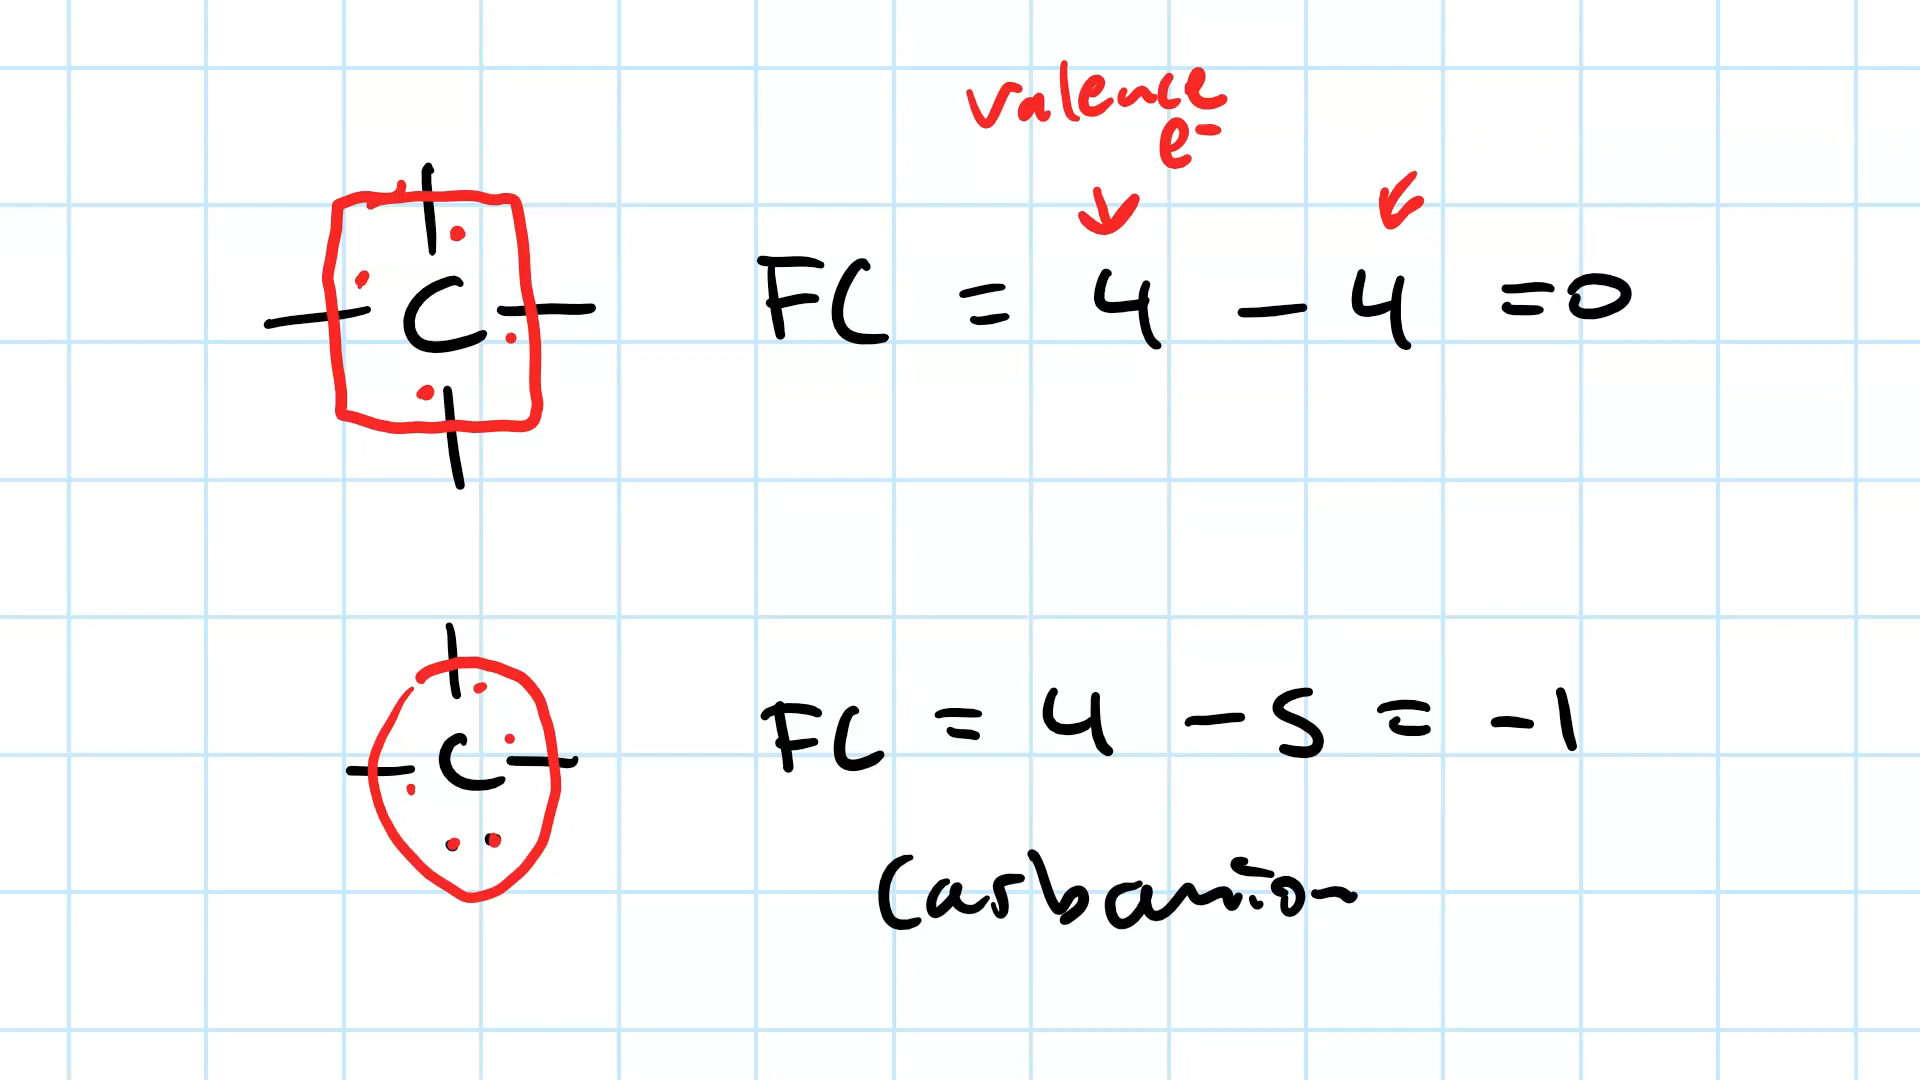 valence
e-
C FC = 4 - 4 = 0
C FC = 4 - 5 = -1
Carbanion